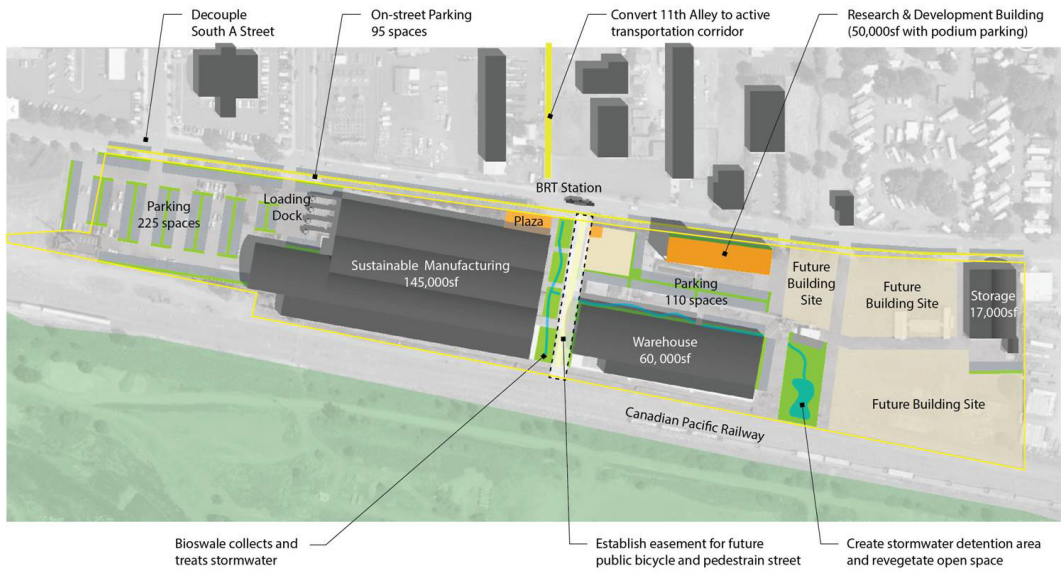 Decouple
South A Street
On-street Parking
95 spaces
Convert 11th Alley to active
transportation corridor
Research & Development Building
(50,000sf with podium parking)
BRT Station
Parking
225 spaces
Loading
Dock
Plaza
Sustainable Manufacturing
145,000sf
Parking
110 spaces
Future
Building
Site
Future
Building Site
Storage
17,000sf
Warehouse
60, 000sf
Future Building Site
Canadian Pacific Railway
Bioswale collects and
treats stormwater
Establish easement for future
public bicycle and pedestrian street
Create stormwater detention area
and revegetate open space